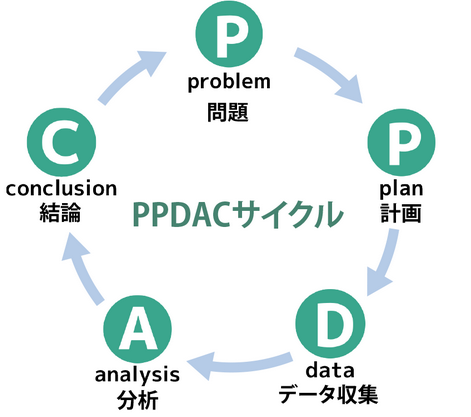 P
problem
問題
P
plan
計画
D
data
データ収集
A
analysis
分析
C
conclusion
結論
PPDACサイクル